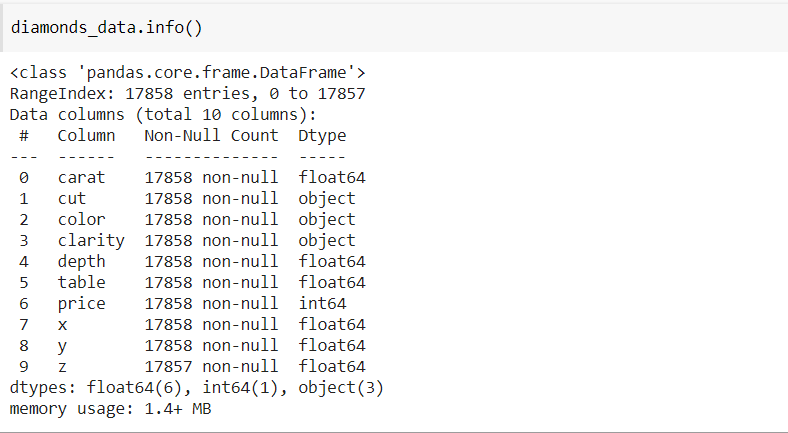 diamonds_data.info()
<class 'pandas.core.frame.DataFrame'>
RangeIndex: 17858 entries, 0 to 17857
Data columns (total 10 columns):
 #   Column   Non-Null Count  Dtype
---  ------   --------------  -----
 0   carat    17858 non-null  float64
 1   cut      17858 non-null  object
 2   color    17858 non-null  object
 3   clarity  17858 non-null  object
 4   depth    17858 non-null  float64
 5   table    17858 non-null  float64
 6   price    17858 non-null  int64
 7   x        17858 non-null  float64
 8   y        17858 non-null  float64
 9   z        17857 non-null  float64
dtypes: float64(6), int64(1), object(3)
memory usage: 1.4+ MB